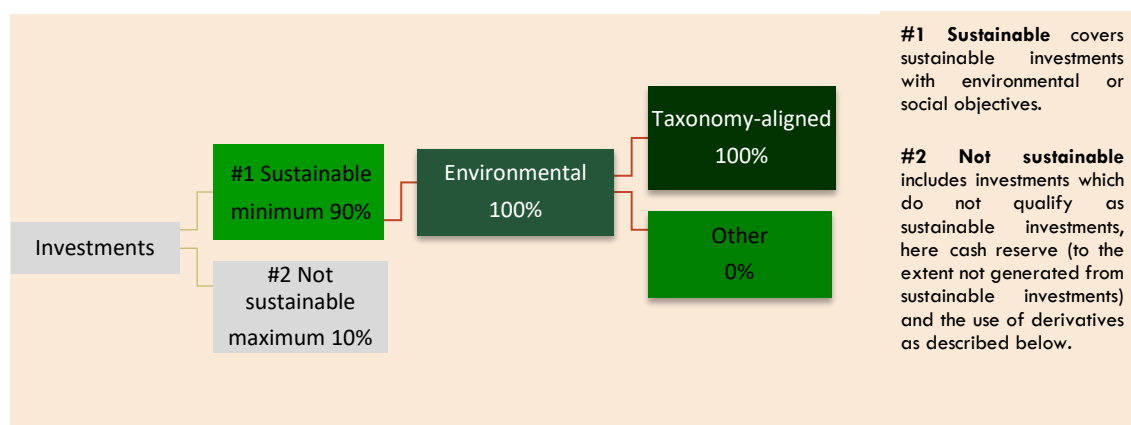 Investments
#1 Sustainable
minimum 90%
#2 Not
sustainable
maximum 10%
Environmental
100%
Taxonomy-aligned
100%
Other
0%
#1 Sustainable covers
sustainable investments
with environmental or
social objectives.
#2 Not sustainable
includes investments which
do not qualify as
sustainable investments,
here cash reserve (to the
extent not generated from
sustainable investments)
and the use of derivatives
as described below.